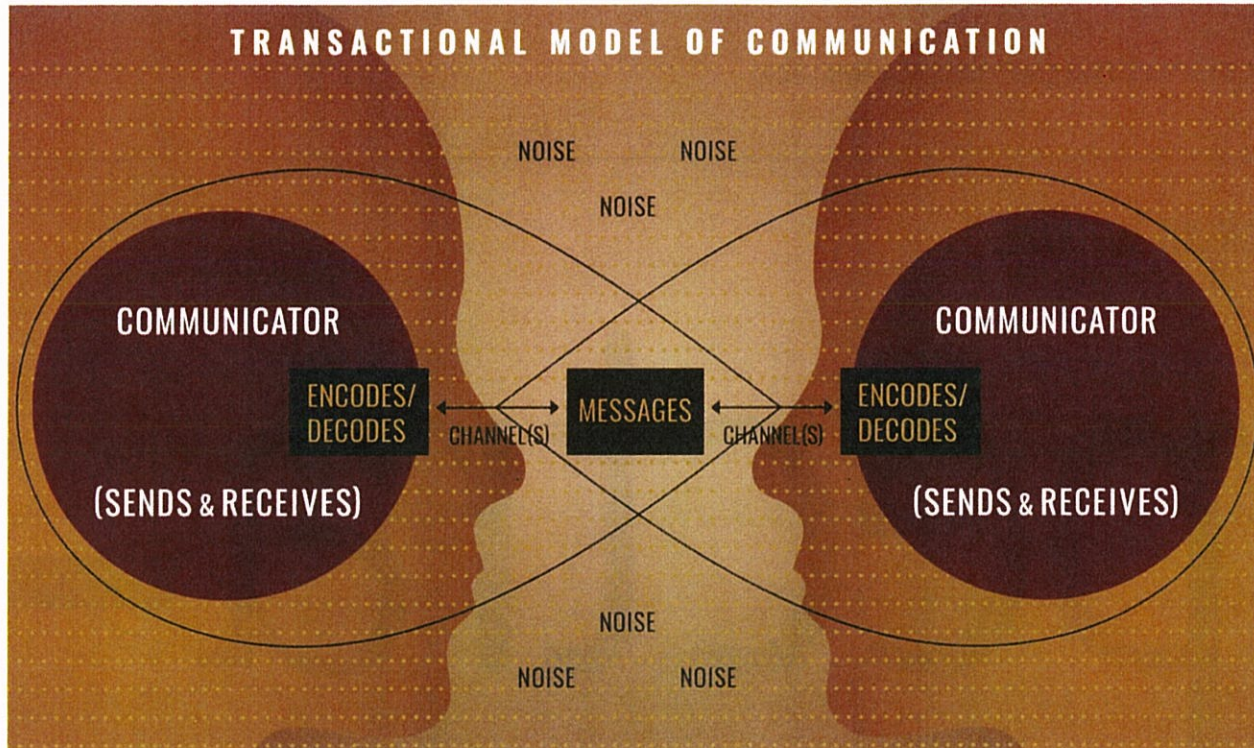 TRANSACTIONAL MODEL OF COMMUNICATION
NOISE NOISE
NOISE
COMMUNICATOR
ENCODES/
DECODES
(SENDS & RECEIVES)
CHANNEL(S)
MESSAGES
CHANNEL(S)
COMMUNICATOR
ENCODES/
DECODES
(SENDS & RECEIVES)
NOISE
NOISE NOISE